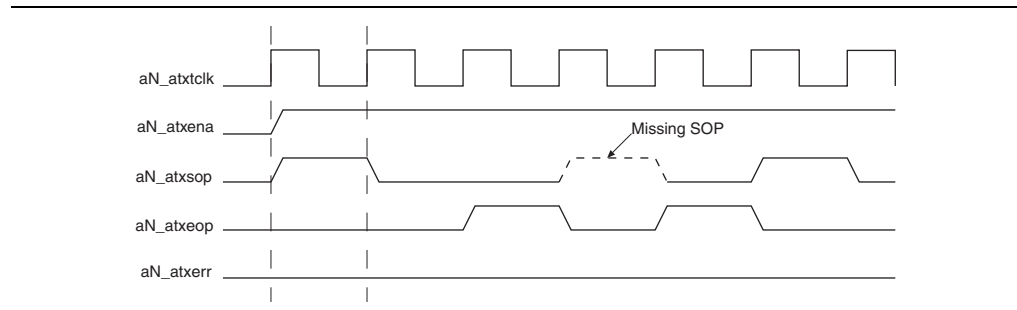 aN_atxtclk
aN_atxena
Missing SOP
aN_atxsop
aN_atxeop
aN_atxerr